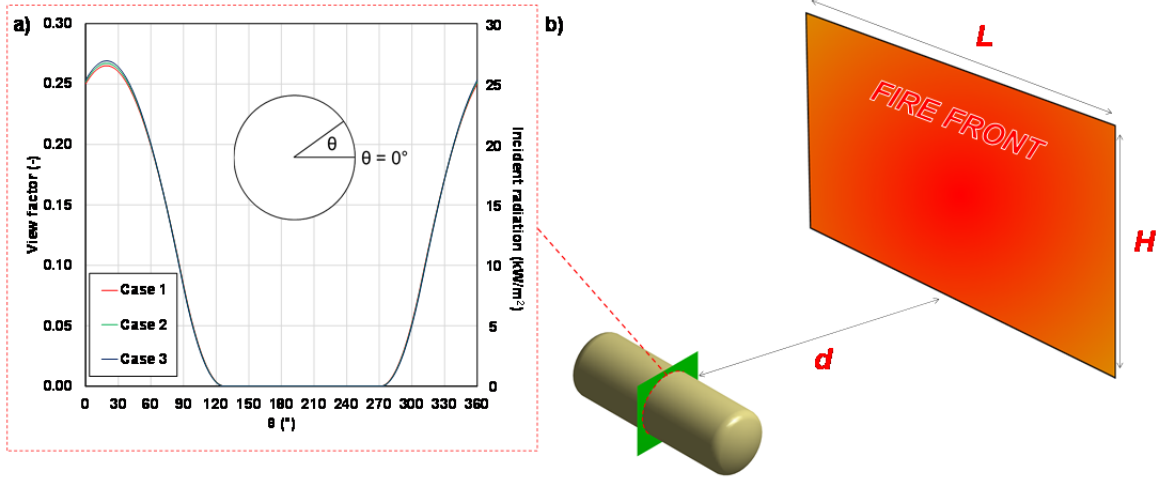 a)
0.30
0.25
0.20
0.15
0.10
0.05
0.00
View factor (-)
30
25
20
15
10
5
0
Incident radiation (kW/m²)
θ
θ = 0°
Case 1
Case 2
Case 3
0 30 60 90 120 150 180 210 240 270 300 330 360
θ (°)
b)
L
FIRE FRONT
H
d